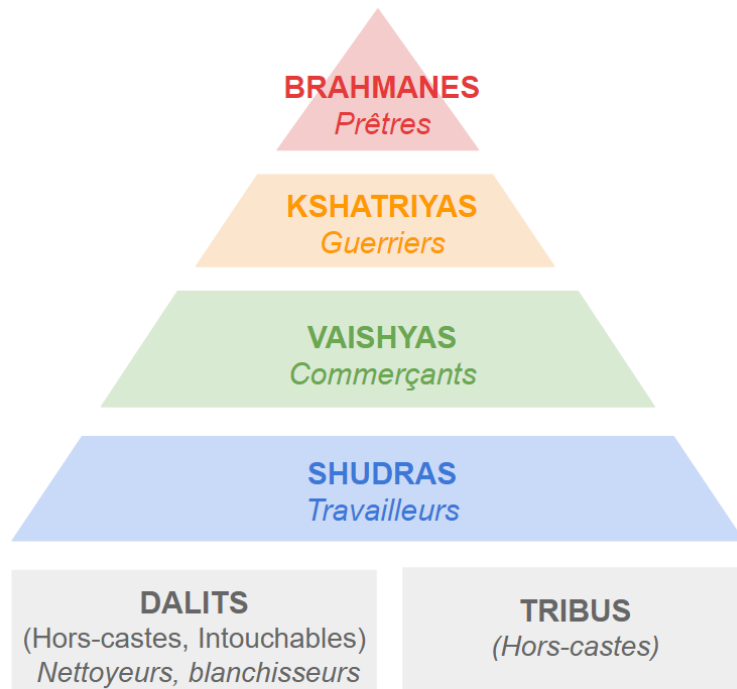 BRAHMANES
Prêtres
KSHATRIYAS
Guerriers
VAISHYAS
Commerçants
SHUDRAS
Travailleurs
DALITS
(Hors-castes, Intouchables)
Nettoyeurs, blanchisseurs
TRIBUS
(Hors-castes)